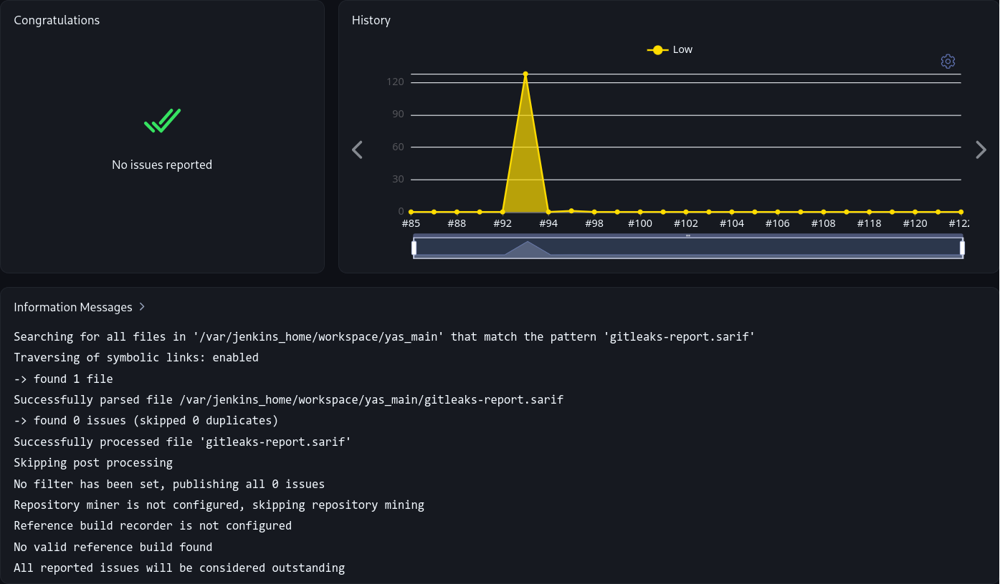 Congratulations
No issues reported
History
Low
120
90
60
30
0
#85 #88 #92 #94 #98 #100 #102 #104 #106 #108 #118 #120 #122
Information Messages
Searching for all files in '/var/jenkins_home/workspace/yas_main' that match the pattern 'gitleaks-report.sarif'
Traversing of symbolic links: enabled
-> found 1 file
Successfully parsed file /var/jenkins_home/workspace/yas_main/gitleaks-report.sarif
-> found 0 issues (skipped 0 duplicates)
Successfully processed file 'gitleaks-report.sarif'
Skipping post processing
No filter has been set, publishing all 0 issues
Repository miner is not configured, skipping repository mining
Reference build recorder is not configured
No valid reference build found
All reported issues will be considered outstanding